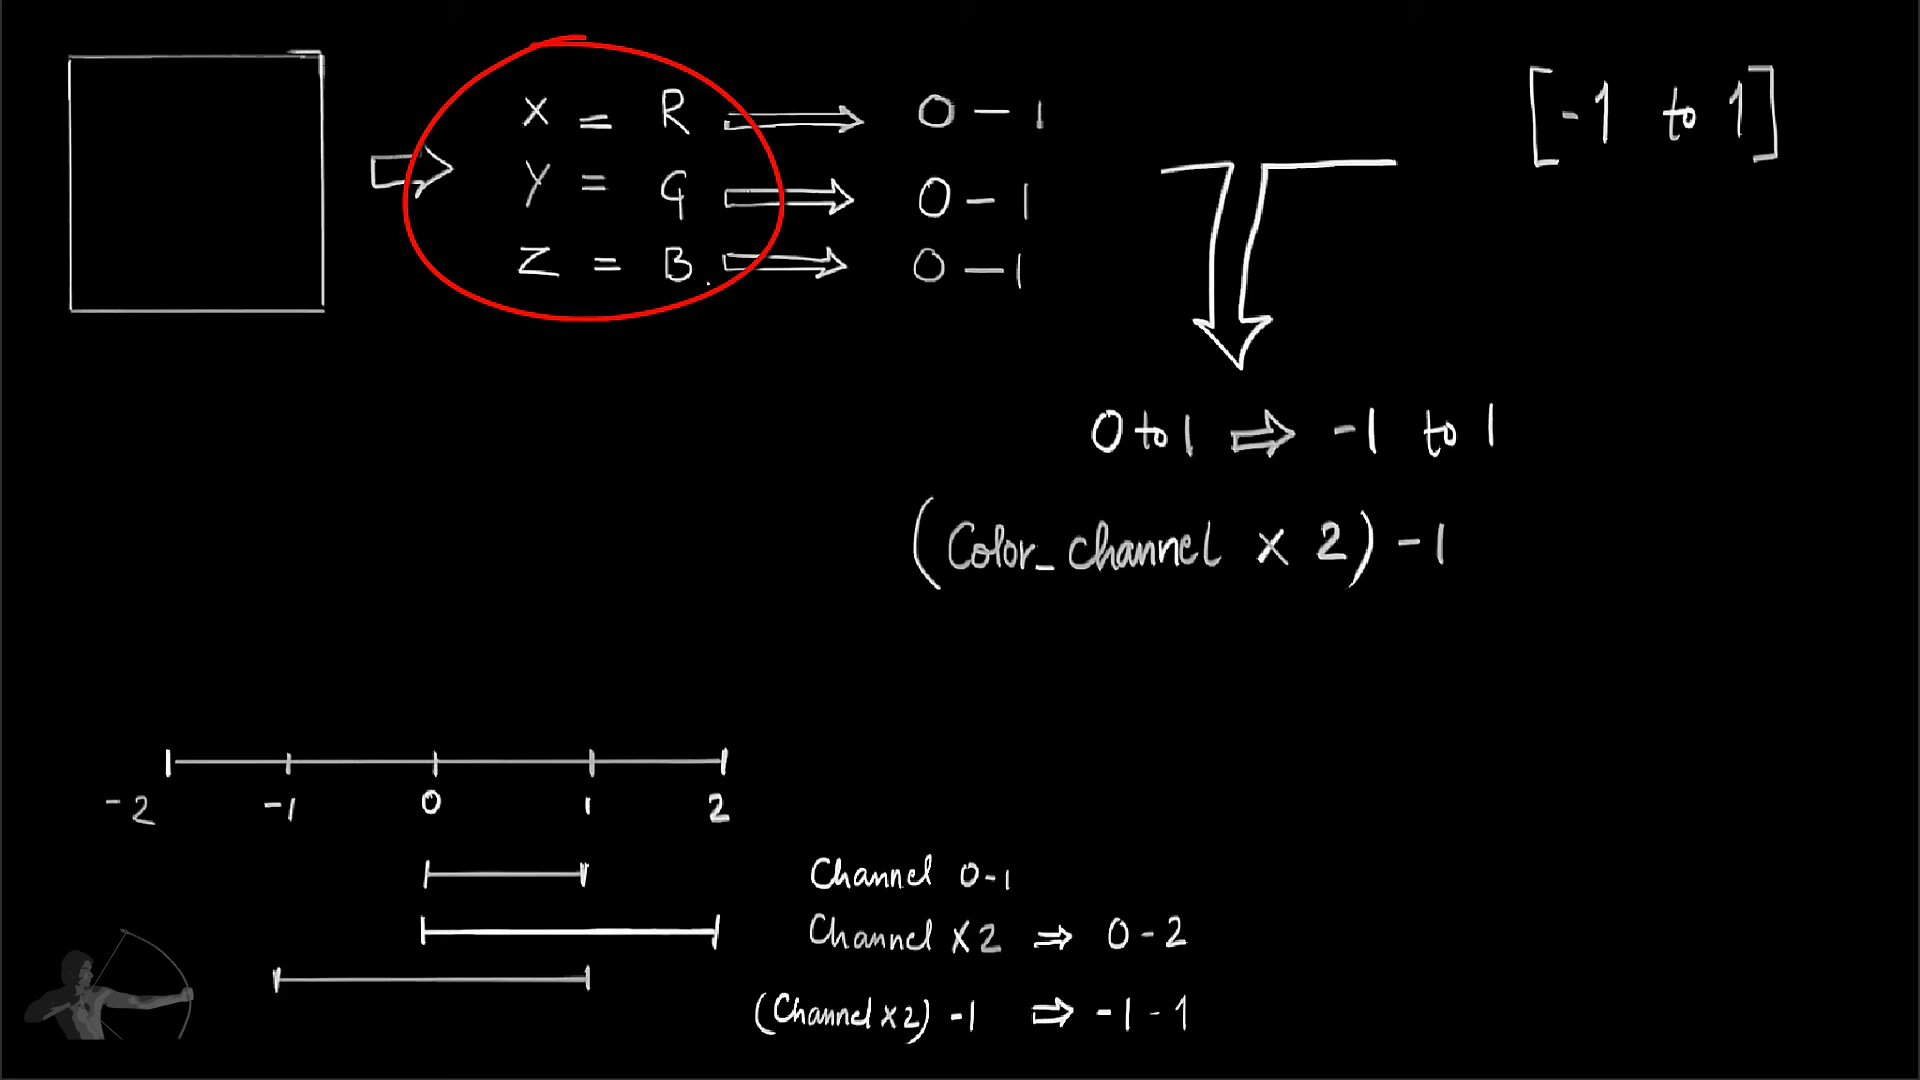 X = R ⇒ 0 - 1
Y = G ⇒ 0 - 1
Z = B. ⇒ 0 - 1
[-1 to 1]
0 to 1 ⇒ -1 to 1
(Color_channel x 2) - 1
-2 -1 0 1 2
Channel 0-1
Channel X2 ⇒ 0-2
(Channel x2) -1 ⇒ -1 - 1